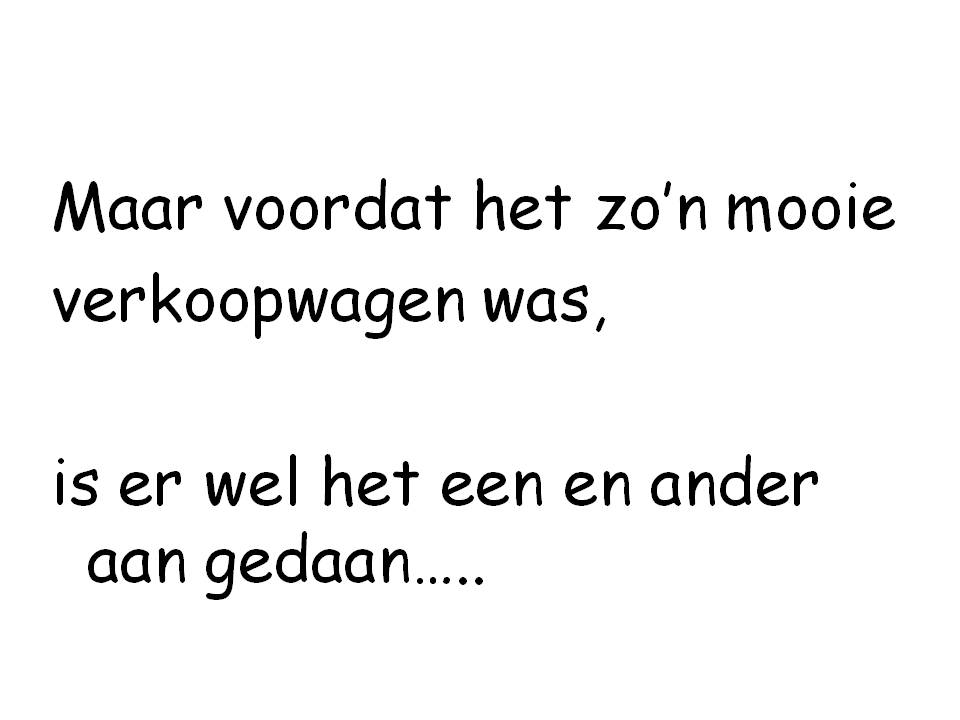 Maar voordat het zo’n mooie
verkoopwagen was,
is er wel het een en ander
aan gedaan…..